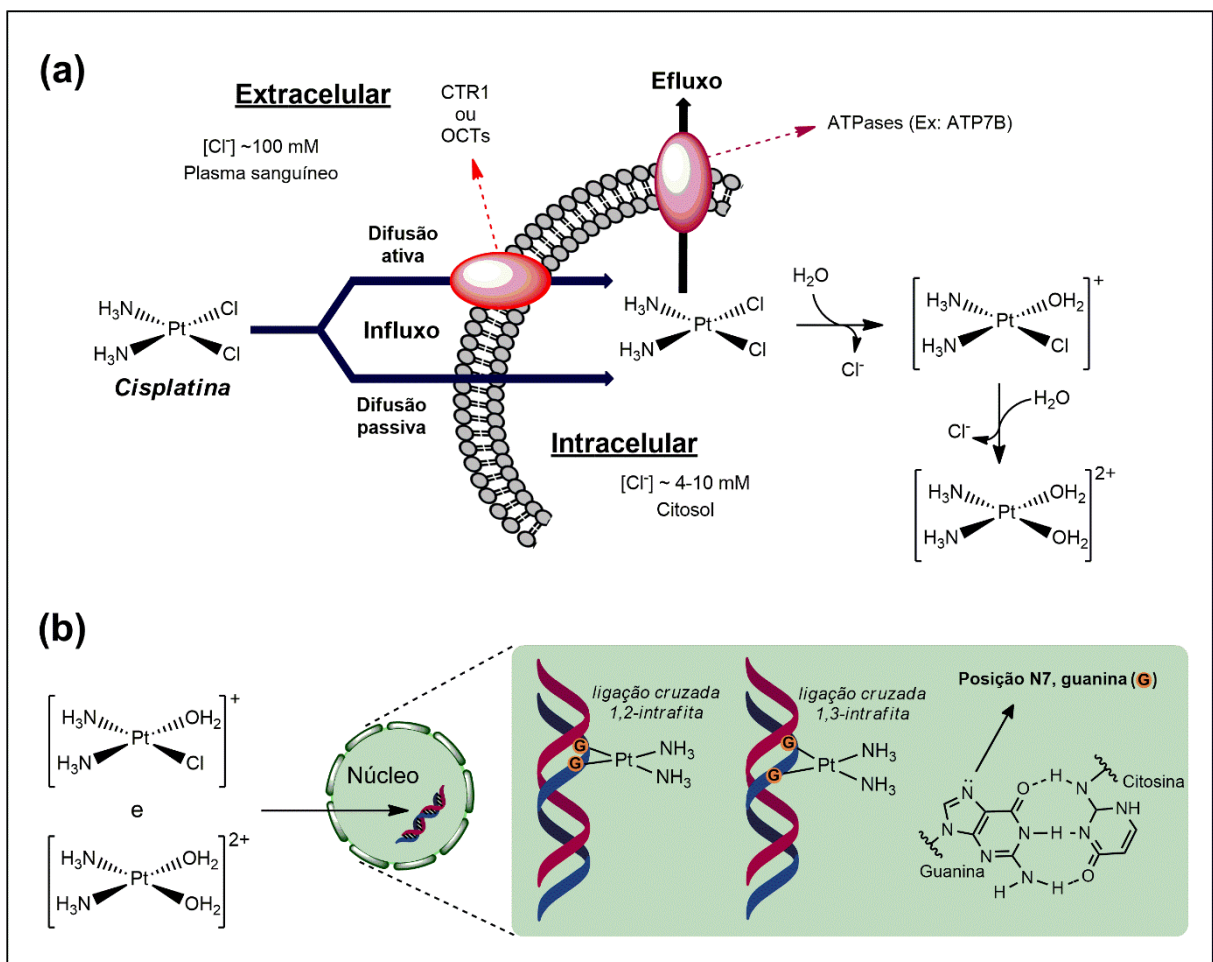 (a)
Extracelular
[Cl-] ~100 mM
Plasma sanguíneo
CTR1
ou
OCTs
Efluxo
ATPases (Ex: ATP7B)
Difusão
ativa
Influxo
Difusão
passiva
H3N
H3N
Pt
Cl
Cl
Cisplatina
H3N
H3N
Pt
Cl
Cl
H2O
Cl-
H3N
H3N
Pt
OH2
Cl
+
H2O
Cl-
H3N
H3N
Pt
OH2
OH2
2+
Intracelular
[Cl-] ~ 4-10 mM
Citosol
(b)
H3N
H3N
Pt
OH2
Cl
+
e
H3N
H3N
Pt
OH2
OH2
2+
Núcleo
ligação cruzada
1,2-intrafita
G
G
Pt
NH3
NH3
ligação cruzada
1,3-intrafita
G
G
Pt
NH3
NH3
Posição N7, guanina (G)
N
N
O
N
H
N
N
H
H
H
N
Citosina
NH
N
O
Guanina